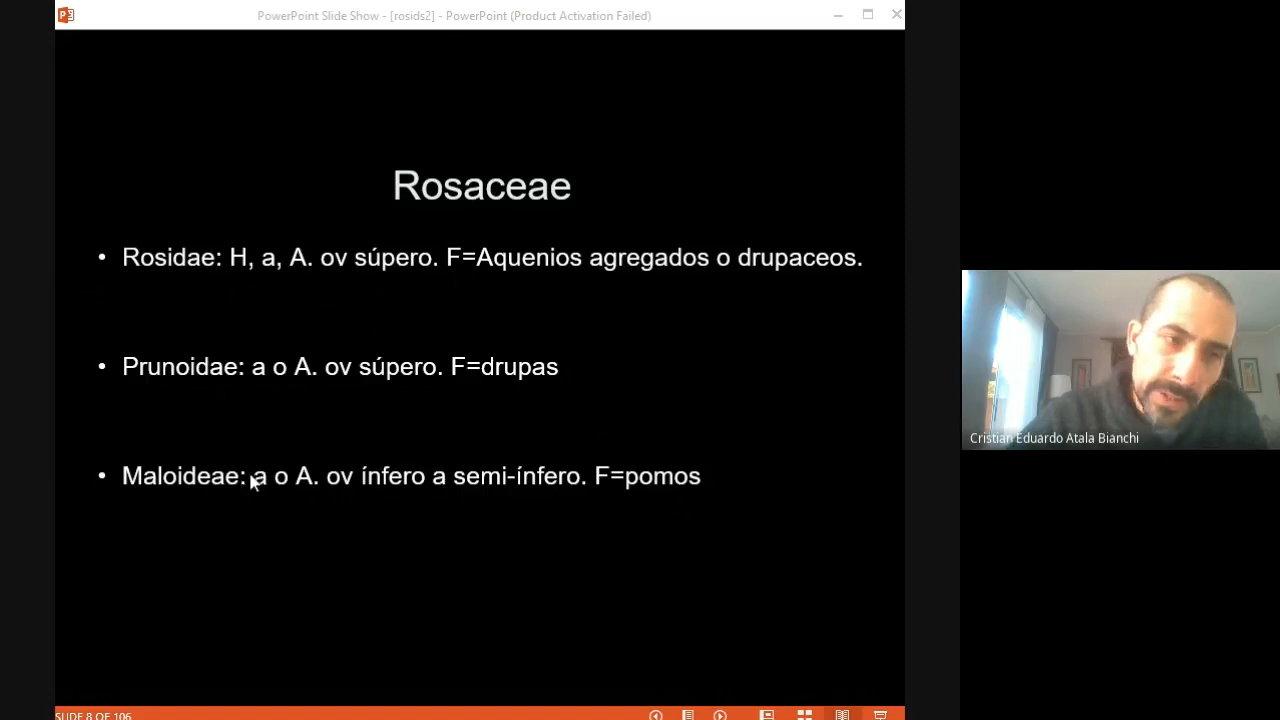 PowerPoint Slide Show - [rosids2] - PowerPoint (Product Activation Failed)
Rosaceae
• Rosidae: H, a, A. ov súpero. F=Aquenios agregados o drupaceos.
• Prunoidae: a o A. ov súpero. F=drupas
• Maloideae: a o A. ov ínfero a semi-ínfero. F=pomos
Cristian Eduardo Atala Bianchi
SLIDE 8 OF 106